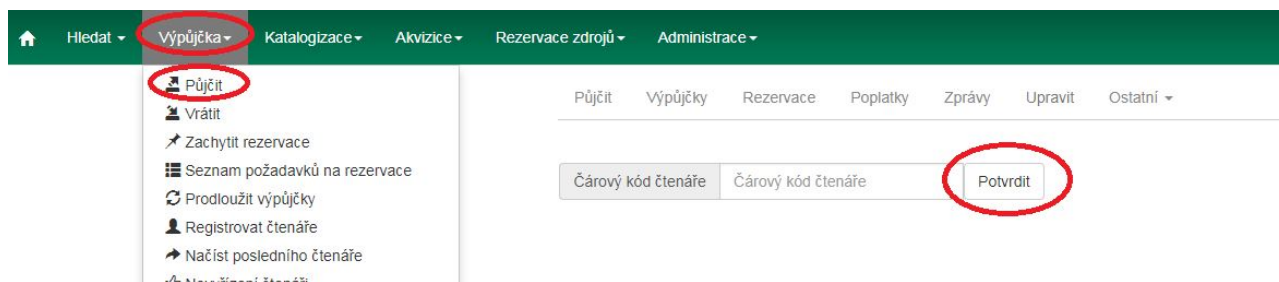 Hledat Výpůjčka Katalogizace Akvizice Rezervace zdrojů Administrace
Půjčit
Vrátit
Zachytit rezervace
Seznam požadavků na rezervace
Prodloužit výpůjčky
Registrovat čtenáře
Načíst posledního čtenáře
Půjčit Výpůjčky Rezervace Poplatky Zprávy Upravit Ostatní
Čárový kód čtenáře Čárový kód čtenáře Potvrdit